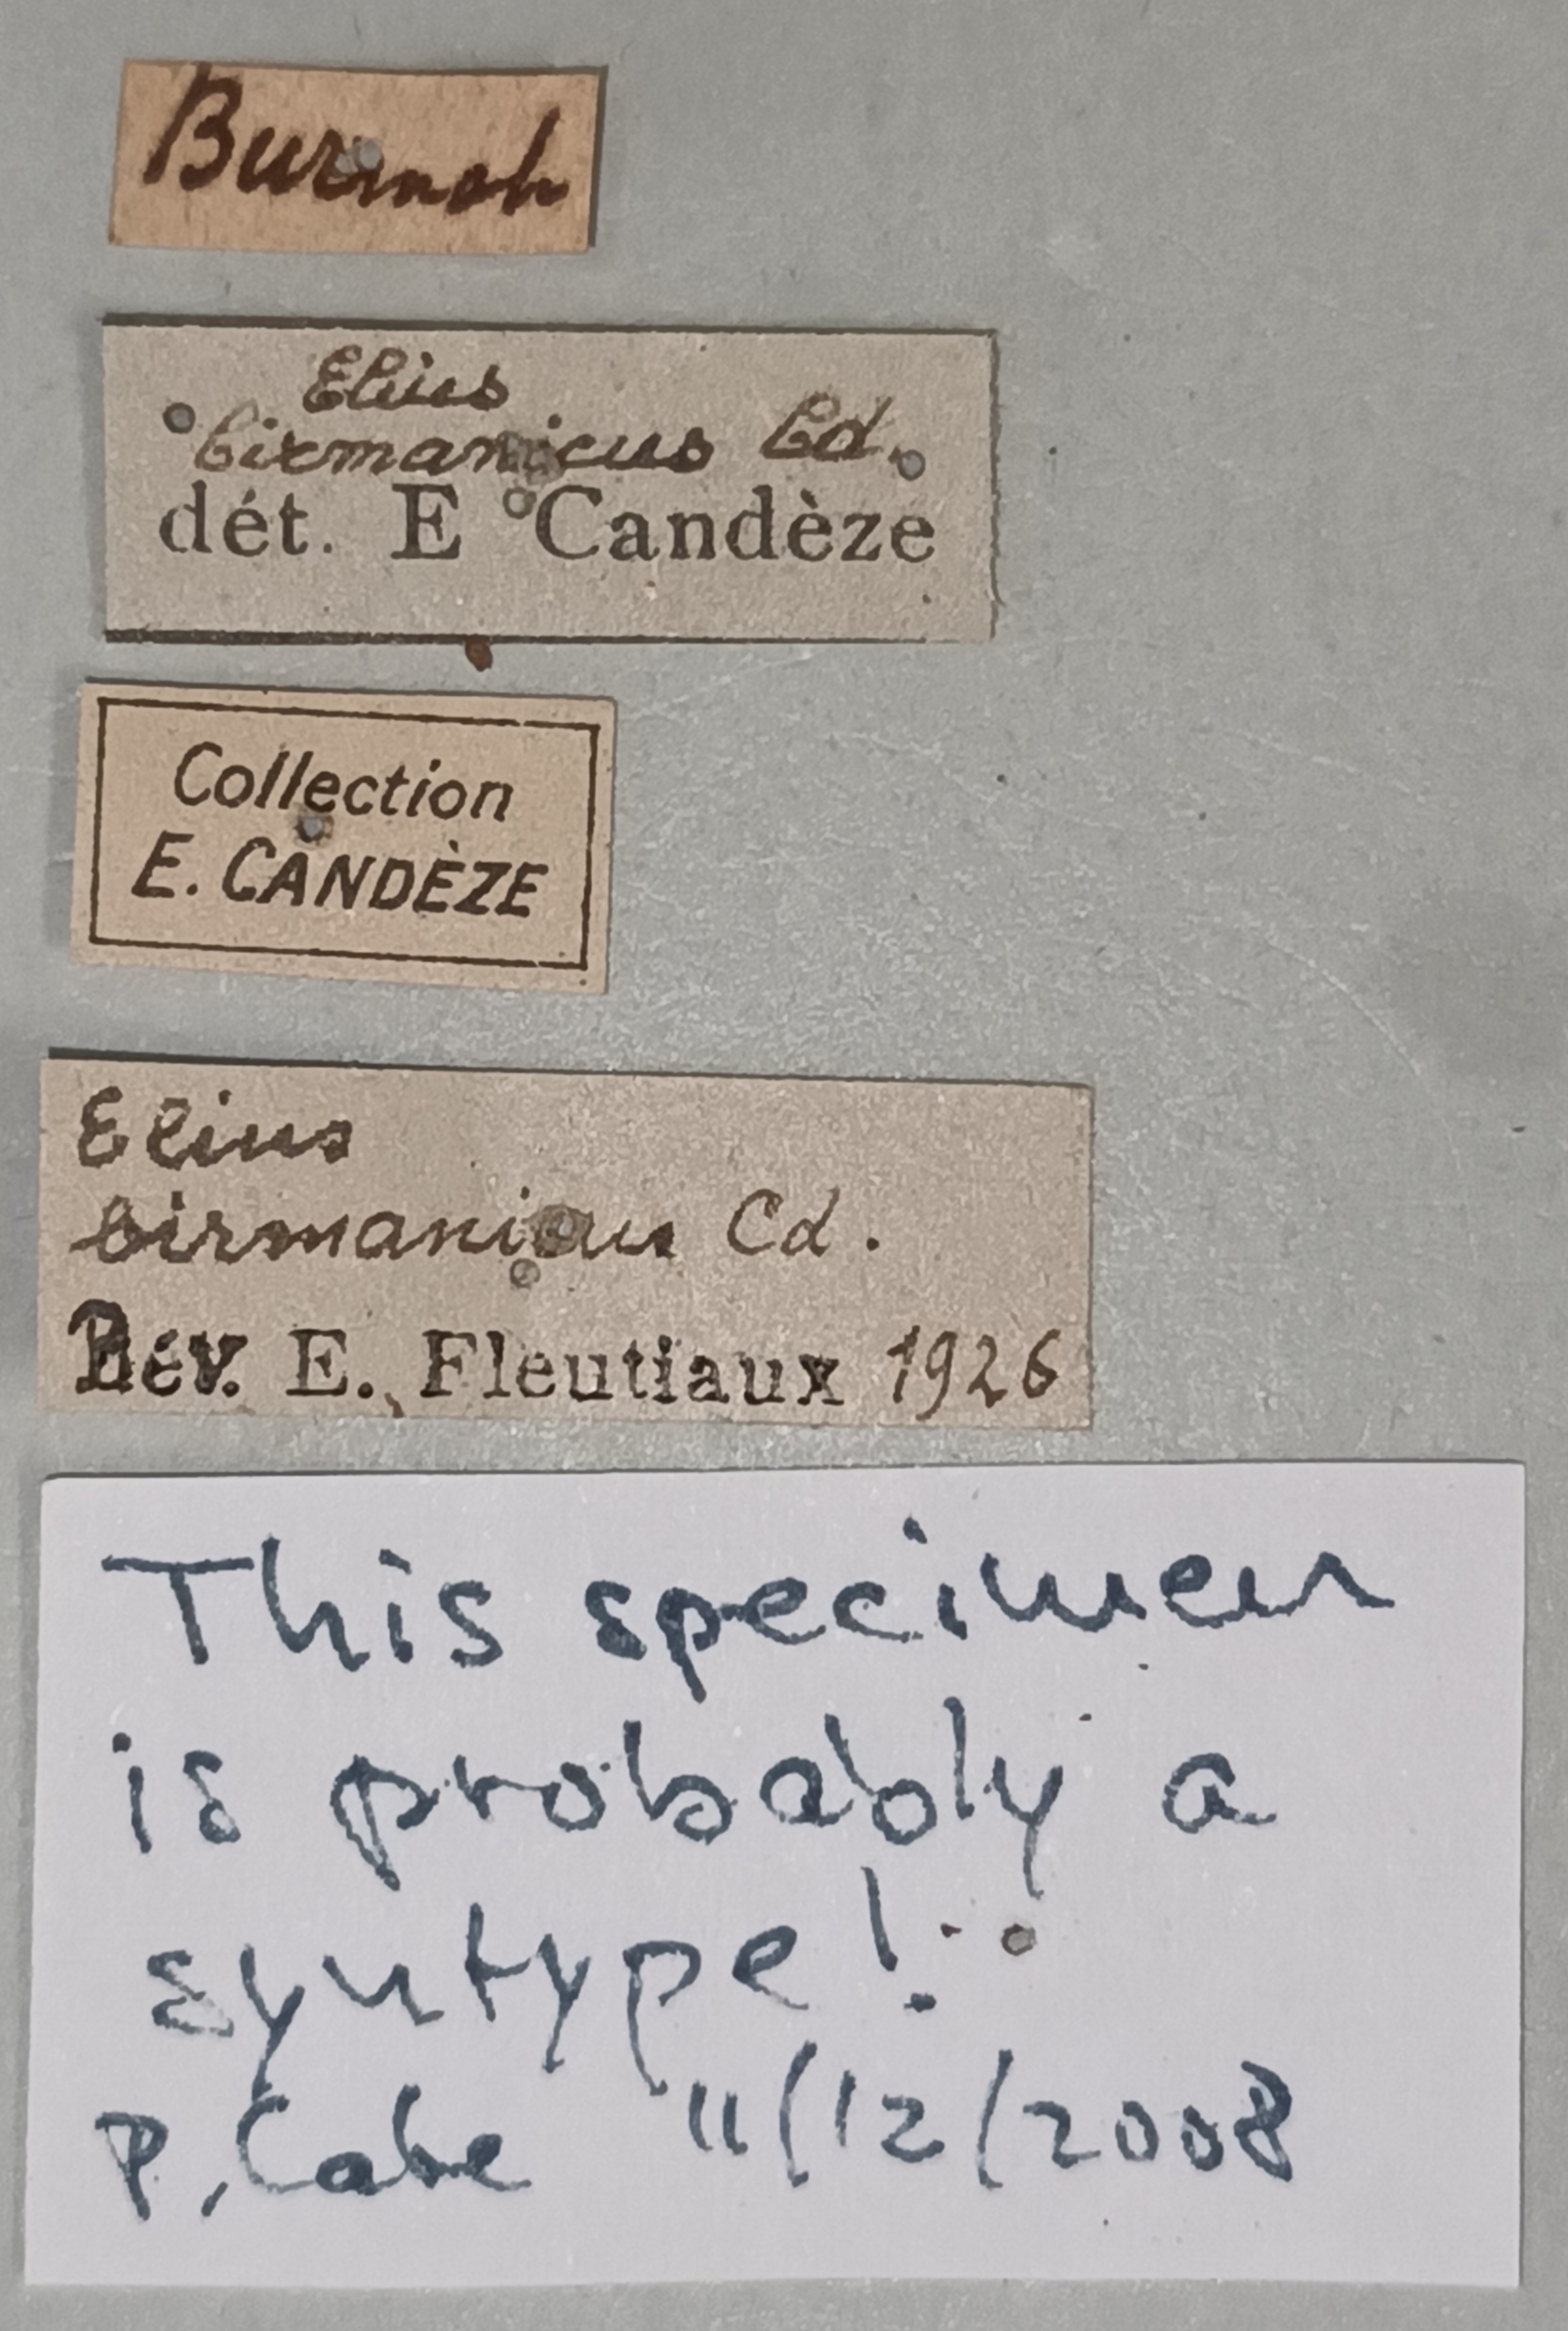 Burmah
Elius
birmanicus Cd.
dét. E Candèze
Collection
E. CANDÈZE
Elius
birmanicus Cd.
Rev. E. Fleutiaux 1926
This specimen
is probably a
syntype!
P. Cate 11/12/2008